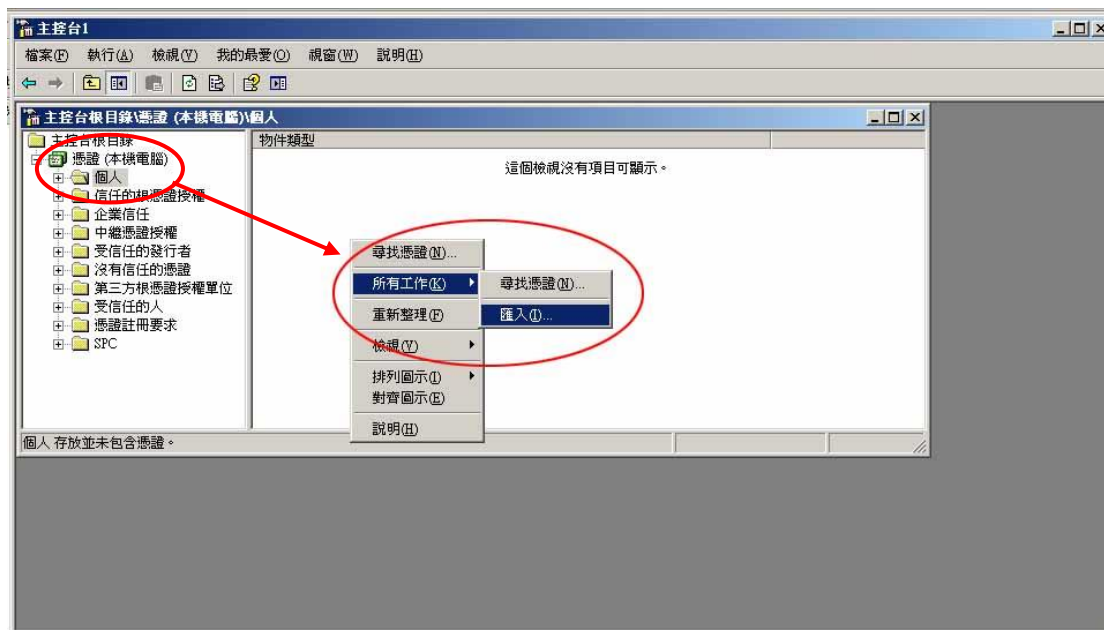 主控台1
檔案(F) 執行(A) 檢視(V) 我的最愛(O) 視窗(W) 說明(H)
主控台根目錄\憑證 (本機電腦)\個人
主控台根目錄
憑證 (本機電腦)
個人
信任的根憑證授權
企業信任
中繼憑證授權
受信任的發行者
沒有信任的憑證
第三方根憑證授權單位
受信任的人
憑證註冊要求
SPC
物件類型
這個檢視沒有項目可顯示。
尋找憑證(N)...
所有工作(K)
重新整理(F)
檢視(V)
排列圖示(I)
對齊圖示(E)
說明(H)
尋找憑證(N)...
匯入(I)...
個人 存放並未包含憑證。